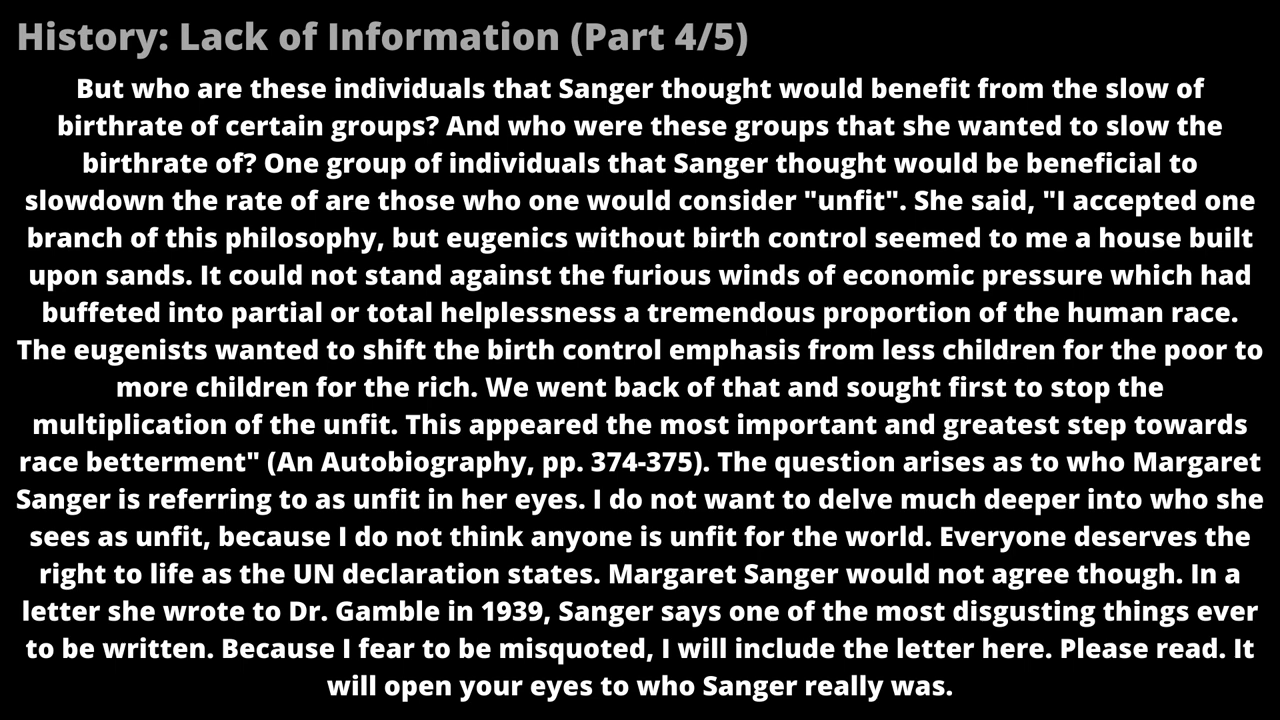 History: Lack of Information (Part 4/5)
But who are these individuals that Sanger thought would benefit from the slow of
birthrate of certain groups? And who were these groups that she wanted to slow the
birthrate of? One group of individuals that Sanger thought would be beneficial to
slowdown the rate of are those who one would consider "unfit". She said, "I accepted one
branch of this philosophy, but eugenics without birth control seemed to me a house built
upon sands. It could not stand against the furious winds of economic pressure which had
buffeted into partial or total helplessness a tremendous proportion of the human race.
The eugenists wanted to shift the birth control emphasis from less children for the poor to
more children for the rich. We went back of that and sought first to stop the
multiplication of the unfit. This appeared the most important and greatest step towards
race betterment" (An Autobiography, pp. 374-375). The question arises as to who Margaret
Sanger is referring to as unfit in her eyes. I do not want to delve much deeper into who she
sees as unfit, because I do not think anyone is unfit for the world. Everyone deserves the
right to life as the UN declaration states. Margaret Sanger would not agree though. In a
letter she wrote to Dr. Gamble in 1939, Sanger says one of the most disgusting things ever
to be written. Because I fear to be misquoted, I will include the letter here. Please read. It
will open your eyes to who Sanger really was.